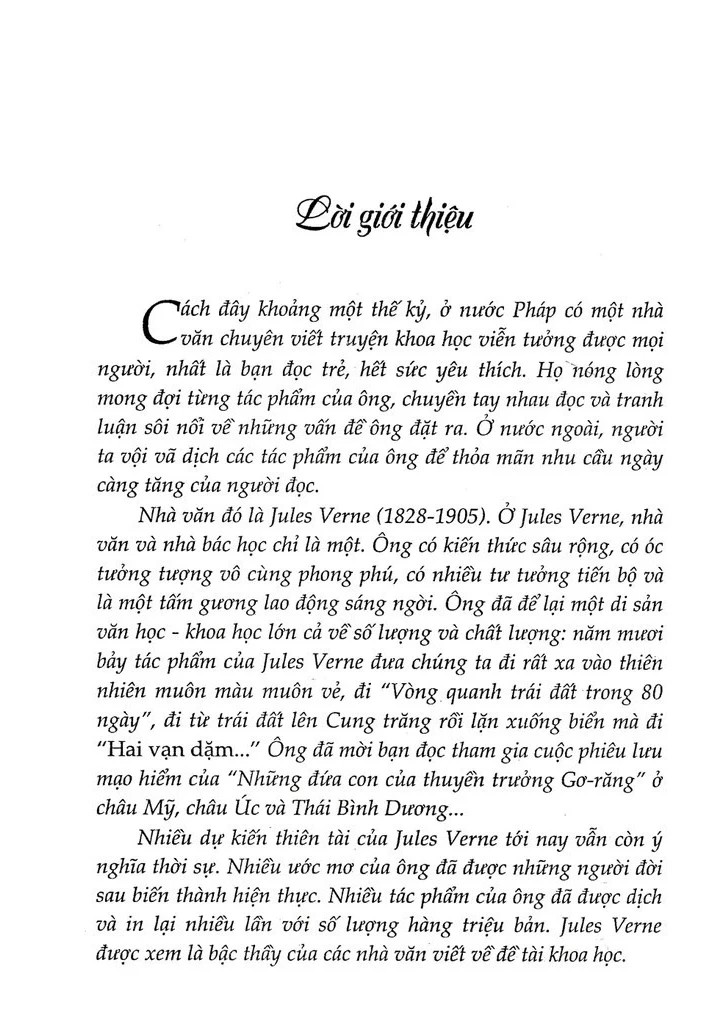 Lời giới thiệu
Cách đây khoảng một thế kỷ, ở nước Pháp có một nhà
văn chuyên viết truyện khoa học viễn tưởng được mọi
người, nhất là bạn đọc trẻ, hết sức yêu thích. Họ nóng lòng
mong đợi từng tác phẩm của ông, chuyền tay nhau đọc và tranh
luận sôi nổi về những vấn đề ông đặt ra. Ở nước ngoài, người
ta vội vã dịch các tác phẩm của ông để thỏa mãn nhu cầu ngày
càng tăng của người đọc.
Nhà văn đó là Jules Verne (1828-1905). Ở Jules Verne, nhà
văn và nhà bác học chỉ là một. Ông có kiến thức sâu rộng, có óc
tưởng tượng vô cùng phong phú, có nhiều tư tưởng tiến bộ và
là một tấm gương lao động sáng ngời. Ông đã để lại một di sản
văn học - khoa học lớn cả về số lượng và chất lượng: năm mươi
bảy tác phẩm của Jules Verne đưa chúng ta đi rất xa vào thiên
nhiên muôn màu muôn vẻ, đi “Vòng quanh trái đất trong 80
ngày”, đi từ trái đất lên Cung trăng rồi lặn xuống biển mà đi
“Hai vạn dặm...” Ông đã mời bạn đọc tham gia cuộc phiêu lưu
mạo hiểm của “Những đứa con của thuyền trưởng Gơ-răng” ở
châu Mỹ, châu Úc và Thái Bình Dương...
Nhiều dự kiến thiên tài của Jules Verne tới nay vẫn còn ý
nghĩa thời sự. Nhiều ước mơ của ông đã được những người đời
sau biến thành hiện thực. Nhiều tác phẩm của ông đã được dịch
và in lại nhiều lần với số lượng hàng triệu bản. Jules Verne
được xem là bậc thầy của các nhà văn viết về đề tài khoa học.